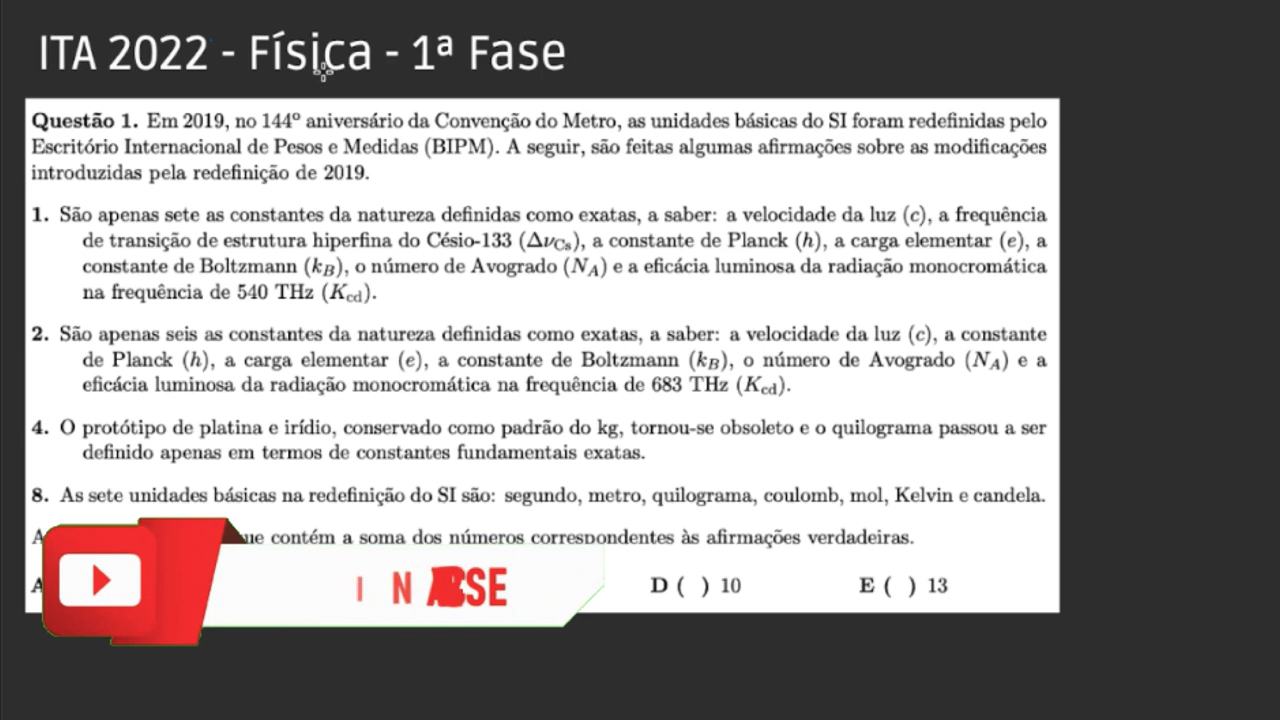 ITA 2022 - Física - 1ª Fase
Questão 1. Em 2019, no 144º aniversário da Convenção do Metro, as unidades básicas do SI foram redefinidas pelo
Escritório Internacional de Pesos e Medidas (BIPM). A seguir, são feitas algumas afirmações sobre as modificações
introduzidas pela redefinição de 2019.
1. São apenas sete as constantes da natureza definidas como exatas, a saber: a velocidade da luz (c), a frequência
de transição de estrutura hiperfina do Césio-133 (ΔνCs), a constante de Planck (h), a carga elementar (e), a
constante de Boltzmann (kB), o número de Avogrado (NA) e a eficácia luminosa da radiação monocromática
na frequência de 540 THz (Kcd).
2. São apenas seis as constantes da natureza definidas como exatas, a saber: a velocidade da luz (c), a constante
de Planck (h), a carga elementar (e), a constante de Boltzmann (kB), o número de Avogrado (NA) e a
eficácia luminosa da radiação monocromática na frequência de 683 THz (Kcd).
4. O protótipo de platina e irídio, conservado como padrão do kg, tornou-se obsoleto e o quilograma passou a ser
definido apenas em termos de constantes fundamentais exatas.
8. As sete unidades básicas na redefinição do SI são: segundo, metro, quilograma, coulomb, mol, Kelvin e candela.
contém a soma dos números correspondentes às afirmações verdadeiras.
D ( ) 10 E ( ) 13